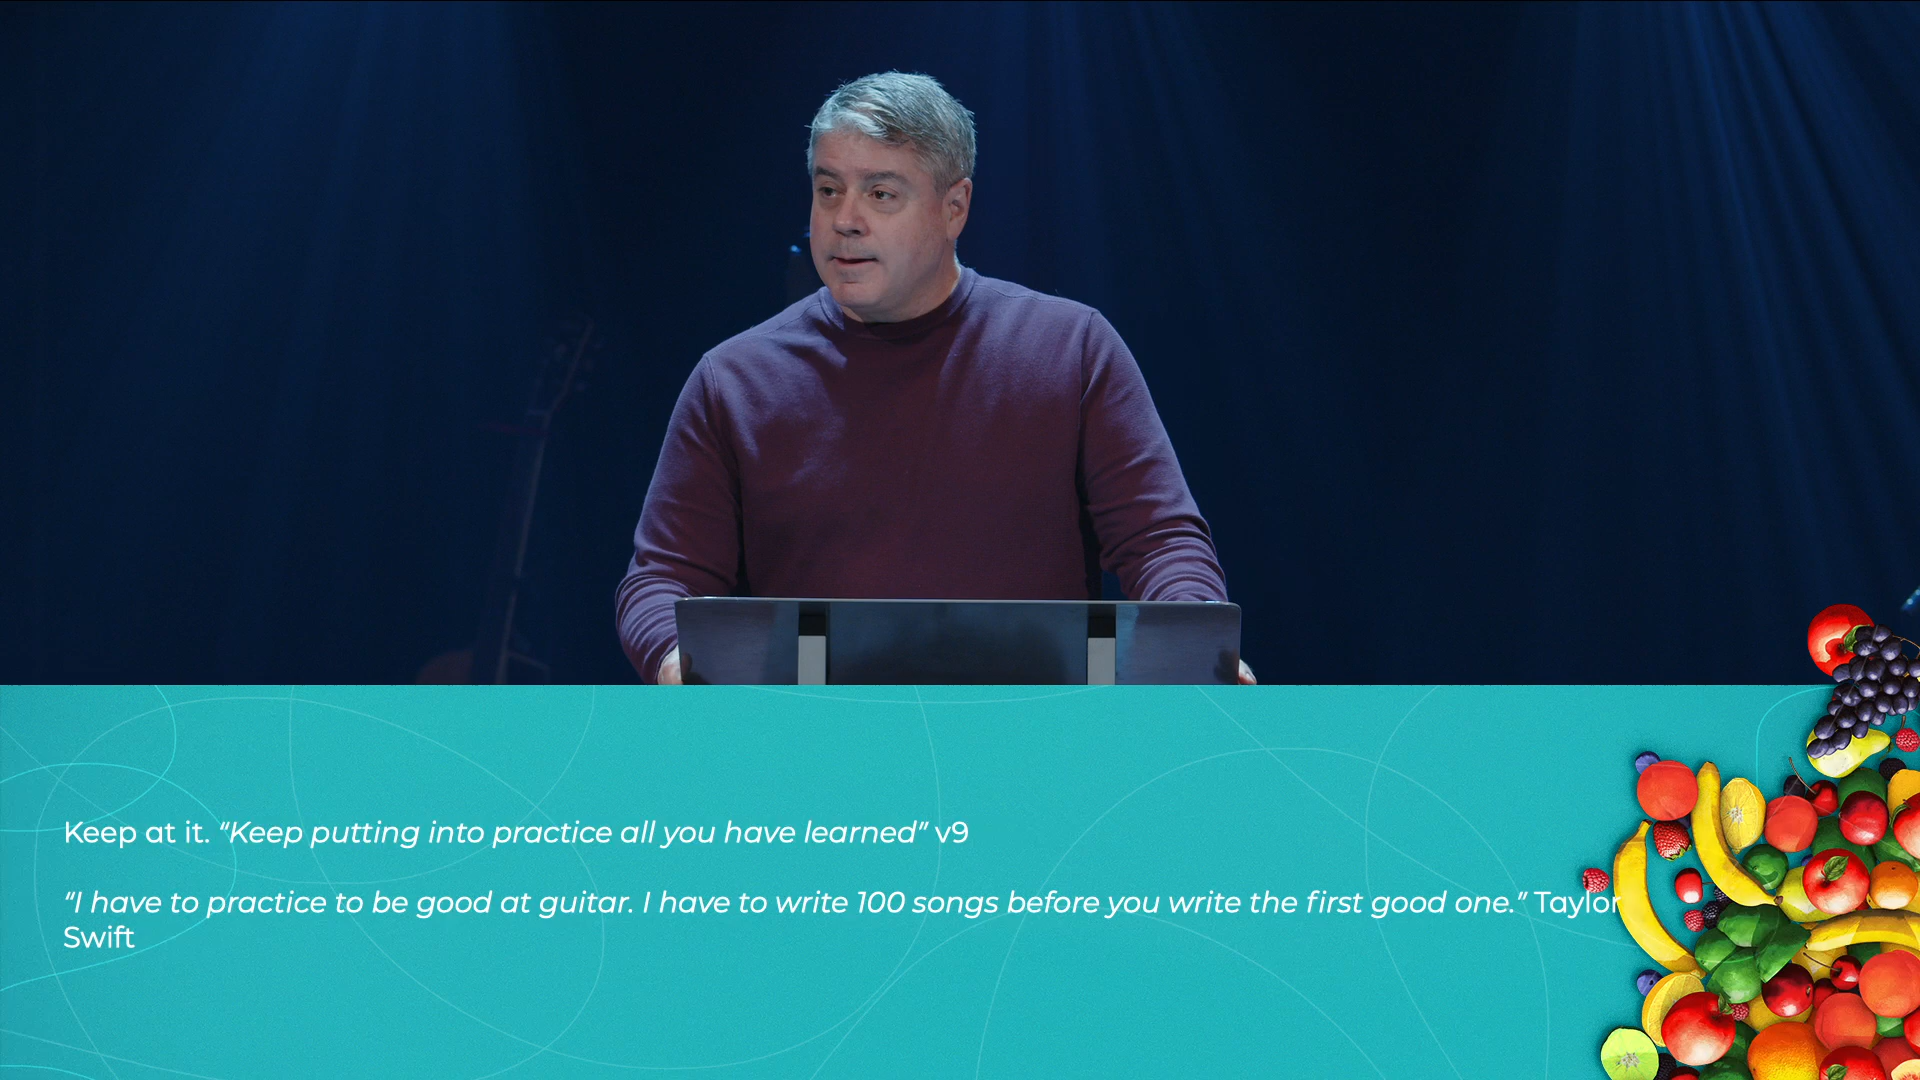 Keep at it. “Keep putting into practice all you have learned” v9
“I have to practice to be good at guitar. I have to write 100 songs before you write the first good one.” Taylor
Swift